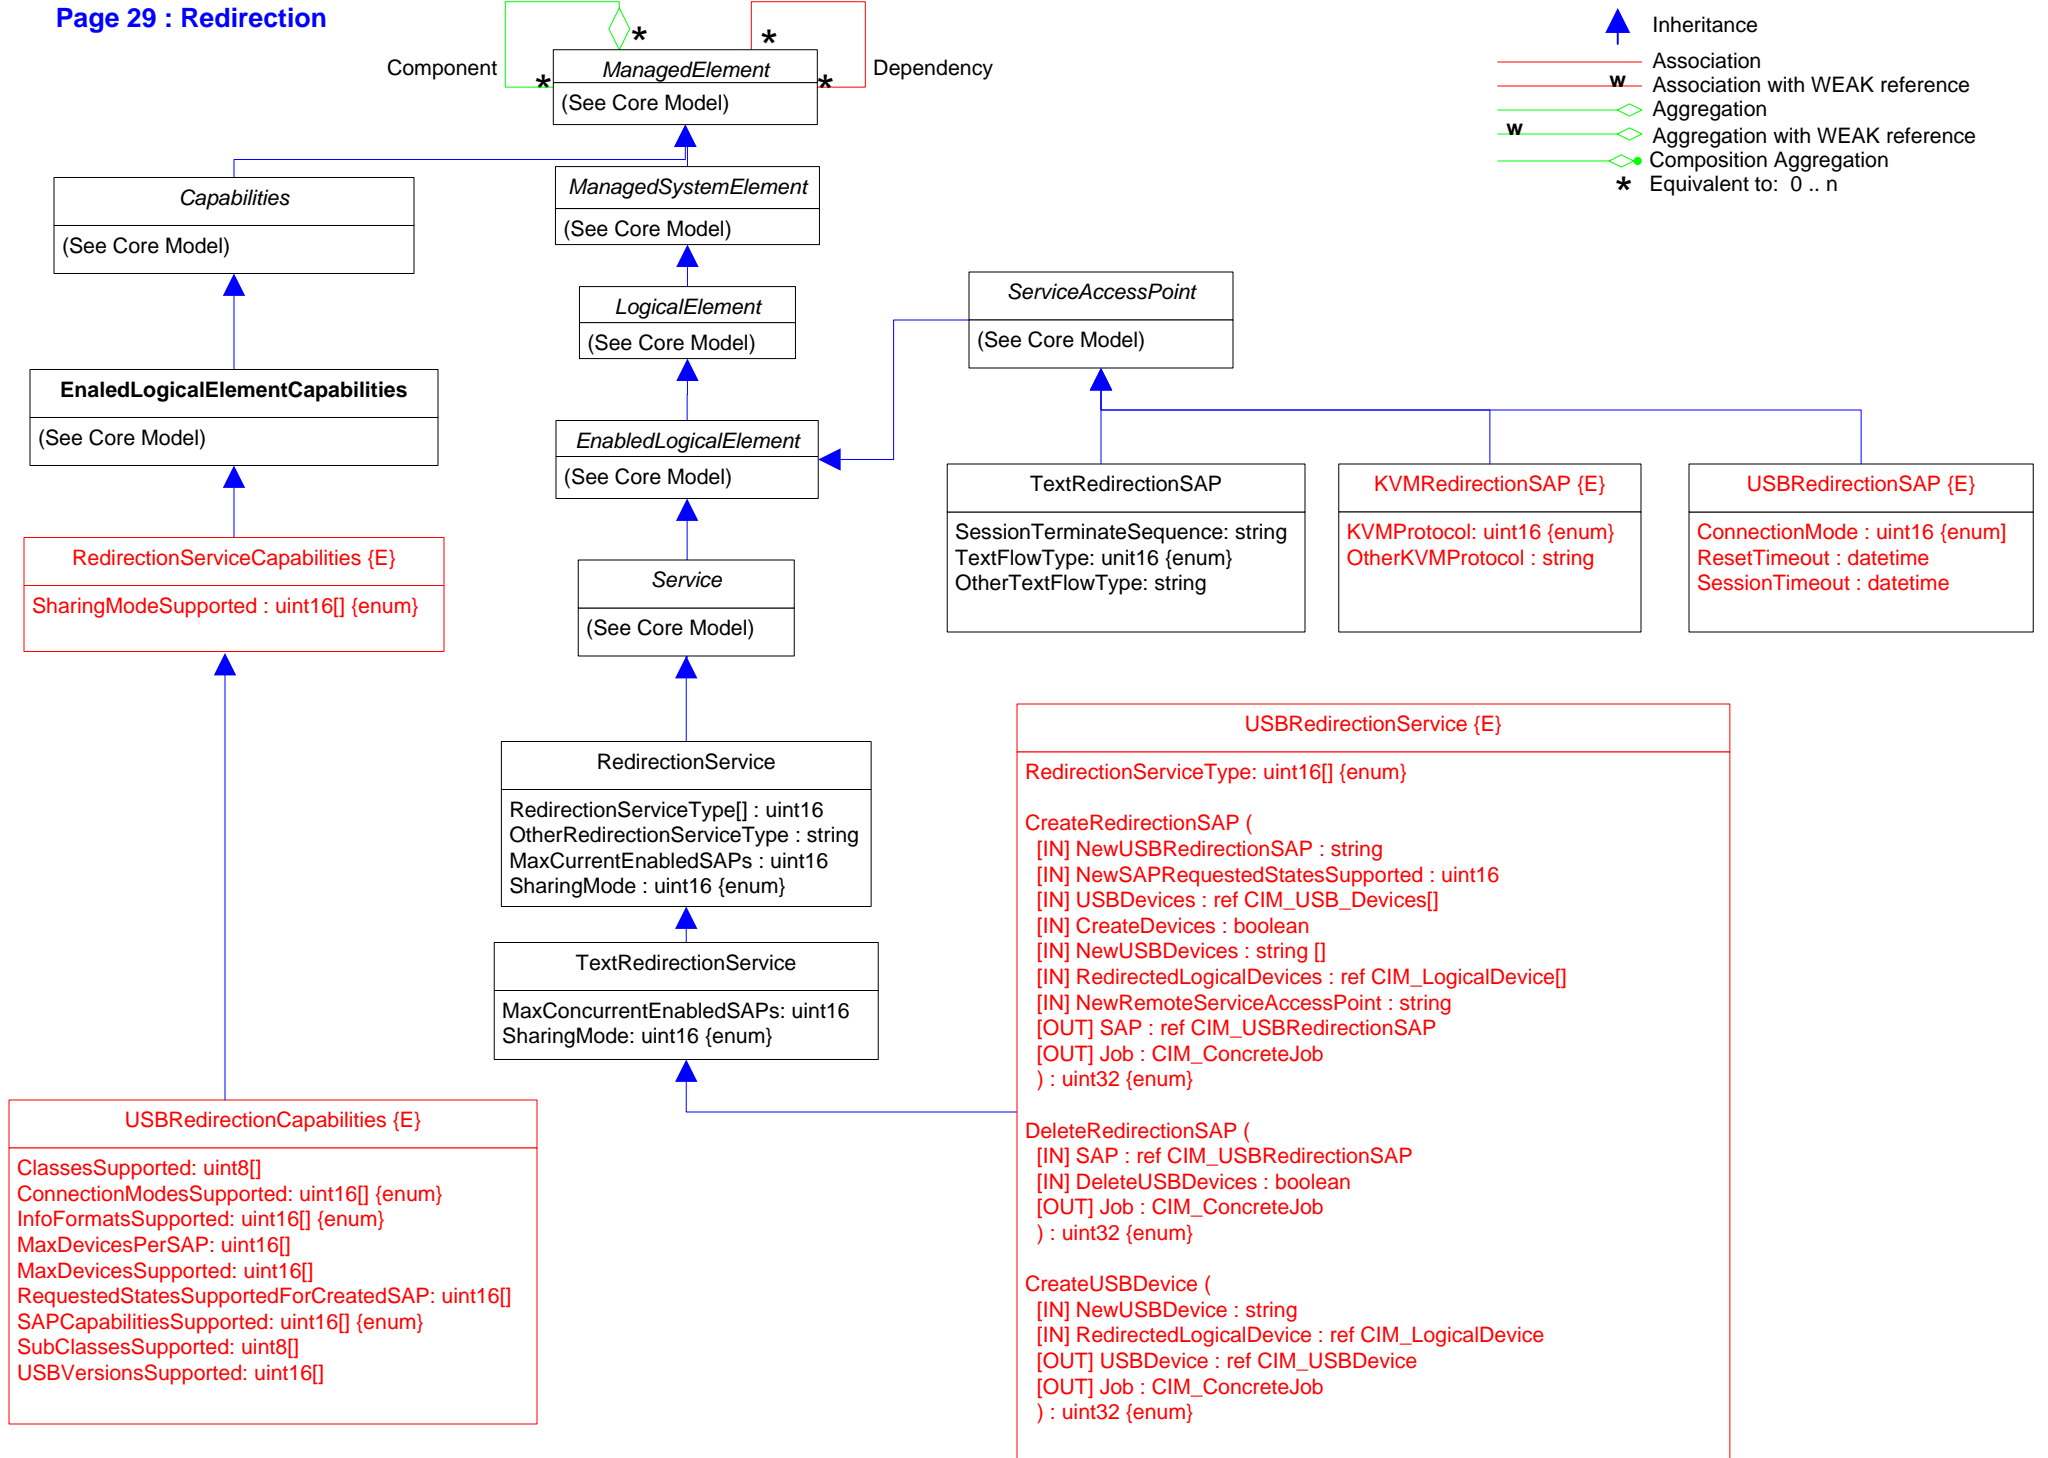 Page 29 : Redirection
Component
*
*
ManagedElement
(See Core Model)
*
*
Dependency
Inheritance
Association
w
Association with WEAK reference
Aggregation
w
Aggregation with WEAK reference
Composition Aggregation
* Equivalent to: 0 .. n
Capabilities
(See Core Model)
ManagedSystemElement
(See Core Model)
LogicalElement
(See Core Model)
ServiceAccessPoint
(See Core Model)
EnaledLogicalElementCapabilities
(See Core Model)
EnabledLogicalElement
(See Core Model)
TextRedirectionSAP
SessionTerminateSequence: string
TextFlowType: unit16 {enum}
OtherTextFlowType: string
KVMRedirectionSAP {E}
KVMProtocol: uint16 {enum}
OtherKVMProtocol : string
USBRedirectionSAP {E}
ConnectionMode : uint16 {enum]
ResetTimeout : datetime
SessionTimeout : datetime
RedirectionServiceCapabilities {E}
SharingModeSupported : uint16[] {enum}
Service
(See Core Model)
RedirectionService
RedirectionServiceType[] : uint16
OtherRedirectionServiceType : string
MaxCurrentEnabledSAPs : uint16
SharingMode : uint16 {enum}
TextRedirectionService
MaxConcurrentEnabledSAPs: uint16
SharingMode: uint16 {enum}
USBRedirectionService {E}
RedirectionServiceType: uint16[] {enum}
CreateRedirectionSAP (
[IN] NewUSBRedirectionSAP : string
[IN] NewSAPRequestedStatesSupported : uint16
[IN] USBDevices : ref CIM_USB_Devices[]
[IN] CreateDevices : boolean
[IN] NewUSBDevices : string []
[IN] RedirectedLogicalDevices : ref CIM_LogicalDevice[]
[IN] NewRemoteServiceAccessPoint : string
[OUT] SAP : ref CIM_USBRedirectionSAP
[OUT] Job : CIM_ConcreteJob
) : uint32 {enum}
DeleteRedirectionSAP (
[IN] SAP : ref CIM_USBRedirectionSAP
[IN] DeleteUSBDevices : boolean
[OUT] Job : CIM_ConcreteJob
) : uint32 {enum}
CreateUSBDevice (
[IN] NewUSBDevice : string
[IN] RedirectedLogicalDevice : ref CIM_LogicalDevice
[OUT] USBDevice : ref CIM_USBDevice
[OUT] Job : CIM_ConcreteJob
) : uint32 {enum}
USBRedirectionCapabilities {E}
ClassesSupported: uint8[]
ConnectionModesSupported: uint16[] {enum}
InfoFormatsSupported: uint16[] {enum}
MaxDevicesPerSAP: uint16[]
MaxDevicesSupported: uint16[]
RequestedStatesSupportedForCreatedSAP: uint16[]
SAPCapabilitiesSupported: uint16[] {enum}
SubClassesSupported: uint8[]
USBVersionsSupported: uint16[]